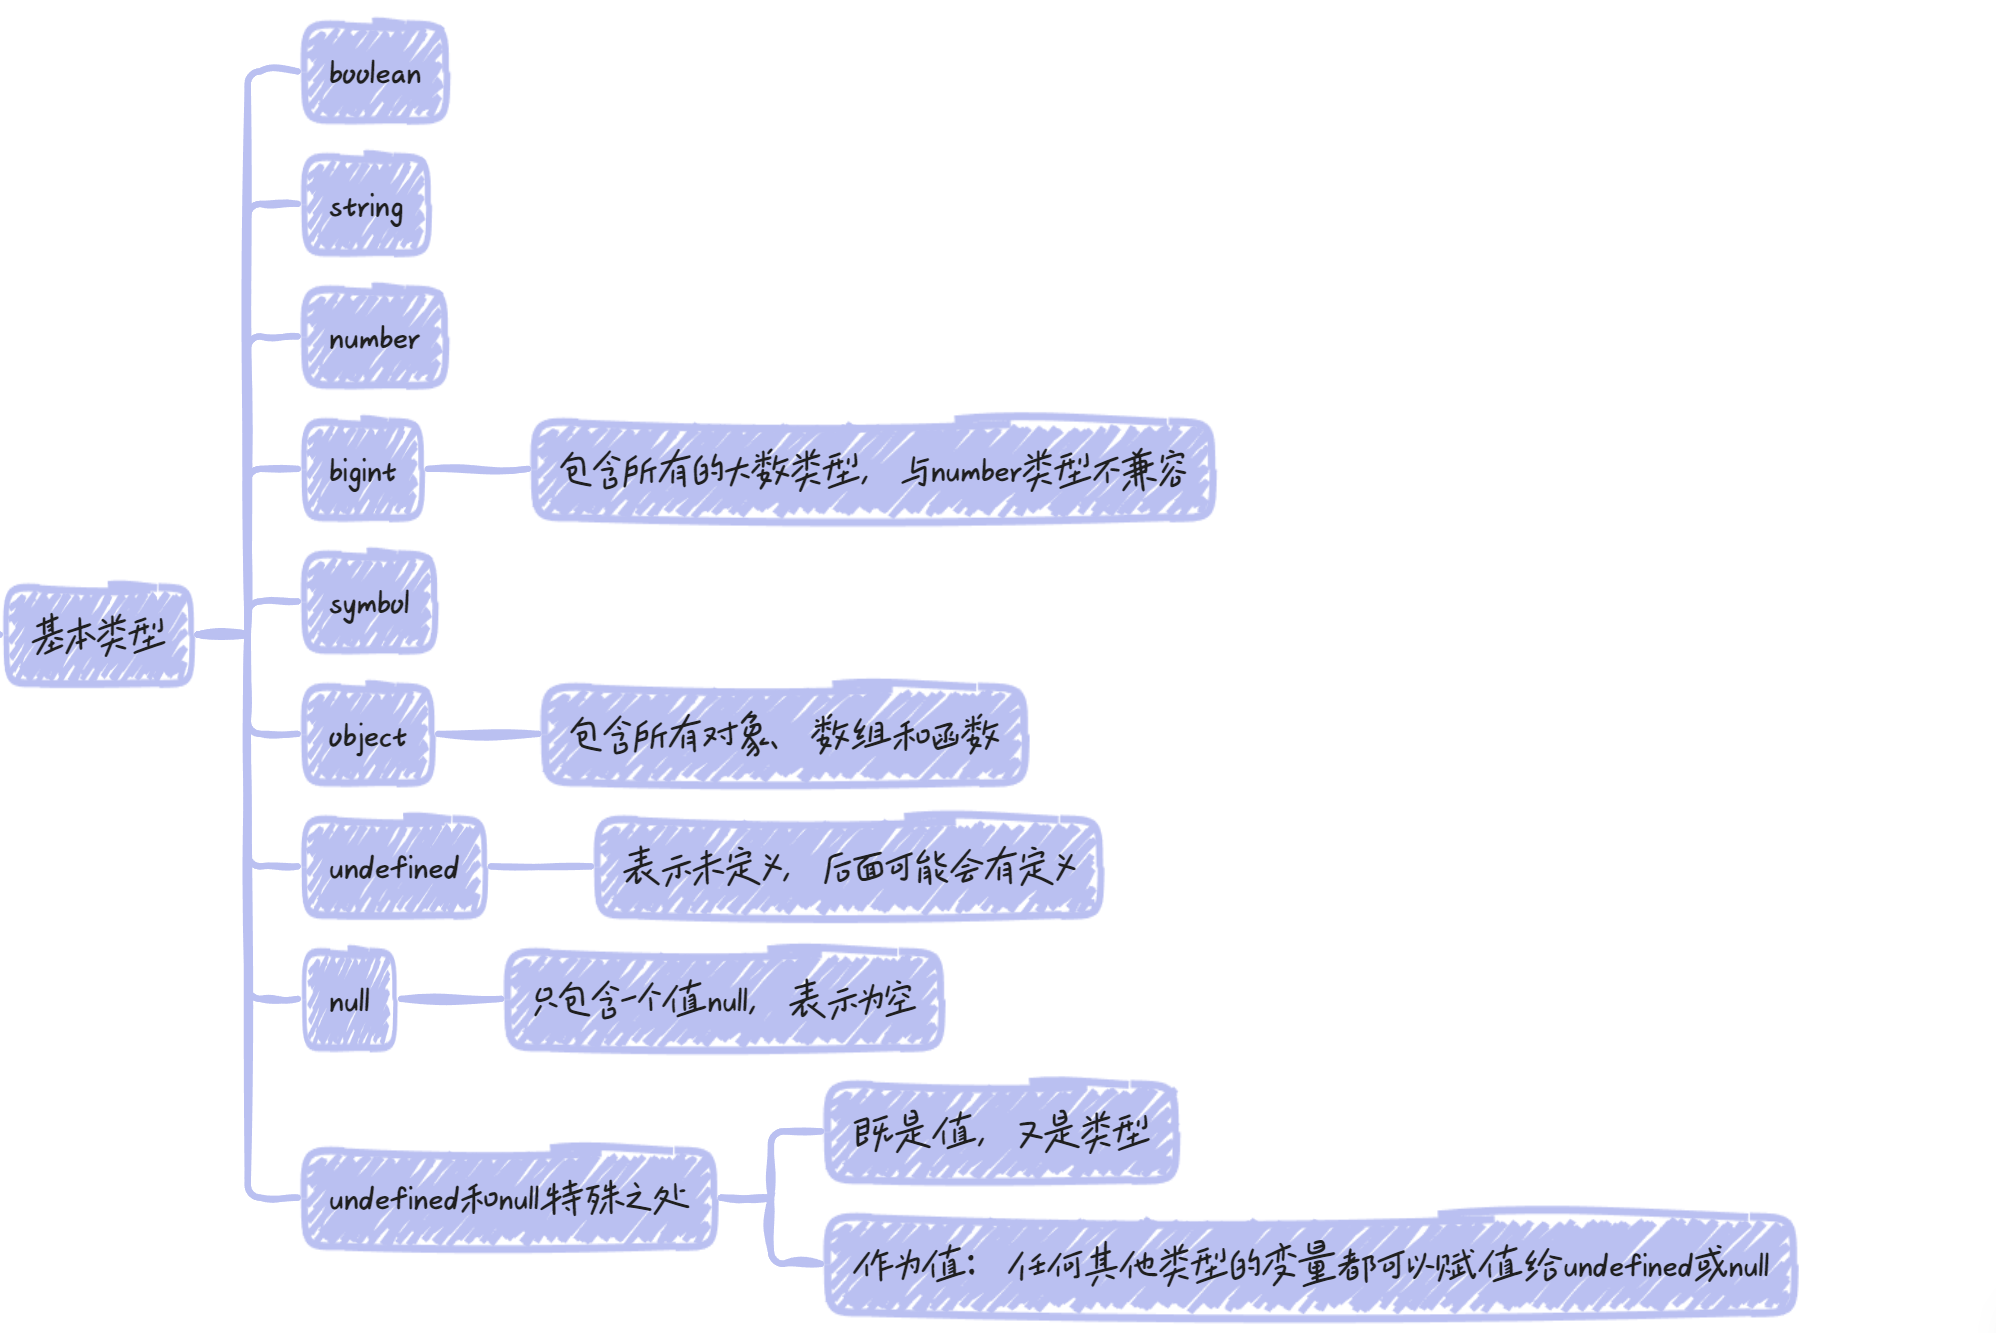 boolean
string
number
bigint
包含所有的大数类型, 与number类型不兼容
symbol
基本类型
object
包含所有对象、数组和函数
undefined
表示未定义, 后面可能会有定义
null
只包含一个值null, 表示为空
既是值, 又是类型
undefined和null特殊之处
作为值: 任何其他类型的变量都可以赋值给undefined或null